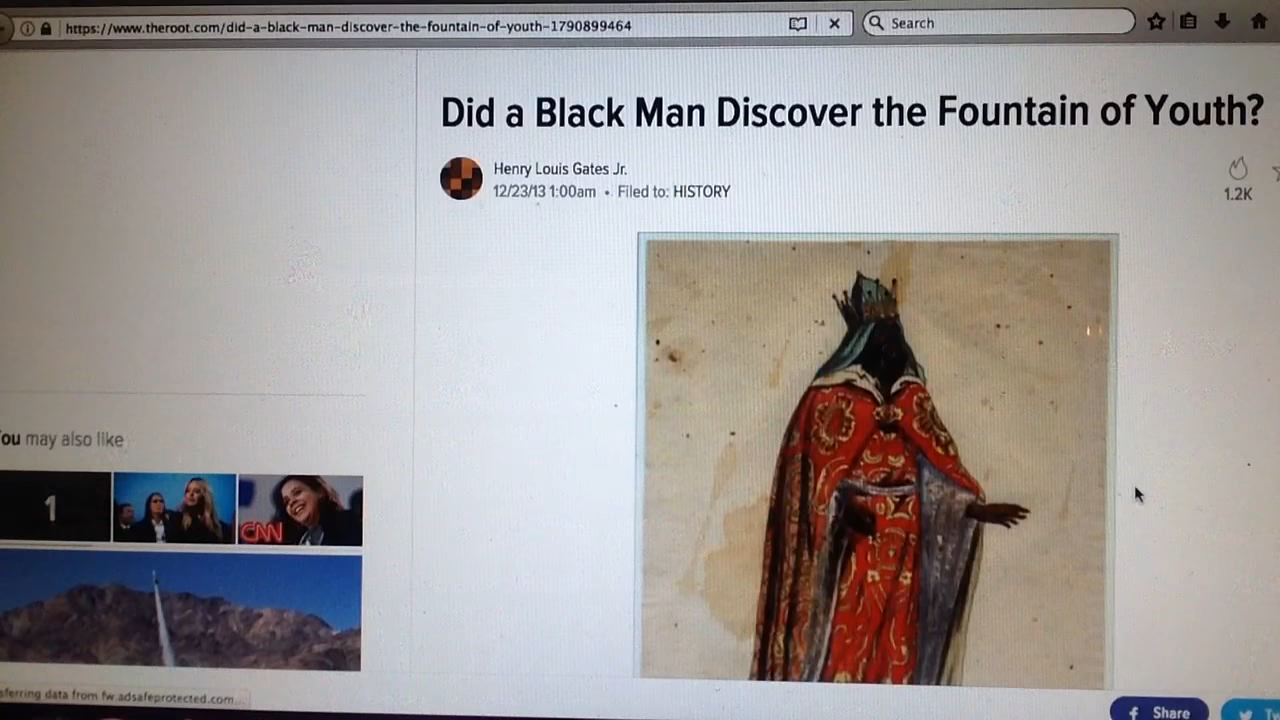 https://www.theroot.com/did-a-black-man-discover-the-fountain-of-youth-1790899464
Search
Did a Black Man Discover the Fountain of Youth?
Henry Louis Gates Jr.
12/23/13 1:00am • Filed to: HISTORY
1.2K
You may also like
1
CNN
sferring data from fw.adsafeprotected.com...
Share